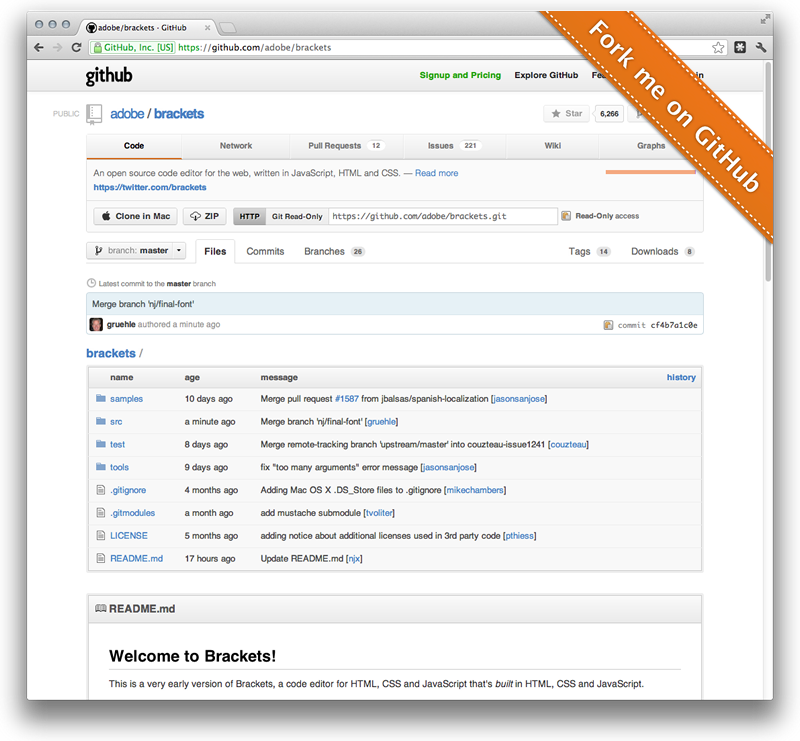 adobe/brackets · GitHub
GitHub, Inc. [US] https://github.com/adobe/brackets
Fork me on GitHub
github
Signup and Pricing Explore GitHub in
PUBLIC adobe / brackets Star 6,266
Code Network Pull Requests 12 Issues 221 Wiki Graphs
An open source code editor for the web, written in JavaScript, HTML and CSS. — Read more
https://twitter.com/brackets
Clone in Mac ZIP HTTP Git Read-Only https://github.com/adobe/brackets.git Read-Only access
branch: master Files Commits Branches 26 Tags 14 Downloads 8
Latest commit to the master branch
Merge branch 'nj/final-font'
gruehle authored a minute ago commit cf4b7a1c0e
brackets /
name age message history
samples 10 days ago Merge pull request #1587 from jbalsas/spanish-localization [jasonsanjose]
src a minute ago Merge branch 'nj/final-font' [gruehle]
test 8 days ago Merge remote-tracking branch 'upstream/master' into couzteau-issue1241 [couzteau]
tools 9 days ago fix "too many arguments" error message [jasonsanjose]
.gitignore 4 months ago Adding Mac OS X .DS_Store files to .gitignore [mikechambers]
.gitmodules a month ago add mustache submodule [tvoliter]
LICENSE 5 months ago adding notice about additional licenses used in 3rd party code [pthiess]
README.md 17 hours ago Update README.md [njx]
README.md
Welcome to Brackets!
This is a very early version of Brackets, a code editor for HTML, CSS and JavaScript that's built in HTML, CSS and JavaScript.